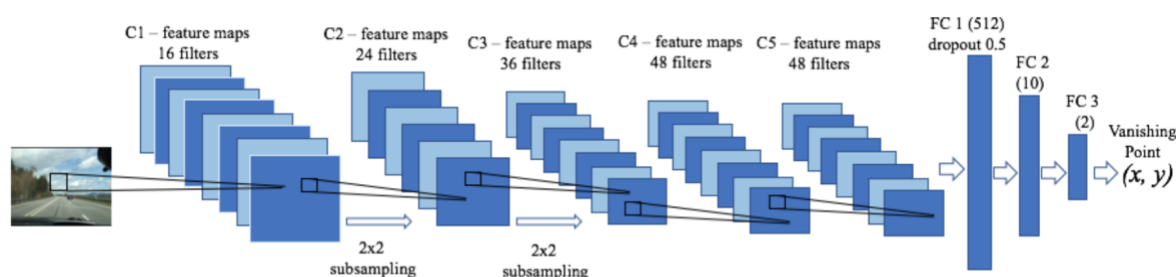 C1 – feature maps
16 filters
C2 – feature maps
24 filters
C3 – feature maps
36 filters
C4 – feature maps
48 filters
C5 – feature maps
48 filters
FC 1 (512)
dropout 0.5
FC 2
(10)
FC 3
(2)
Vanishing
Point
(x, y)
2x2
subsampling
2x2
subsampling